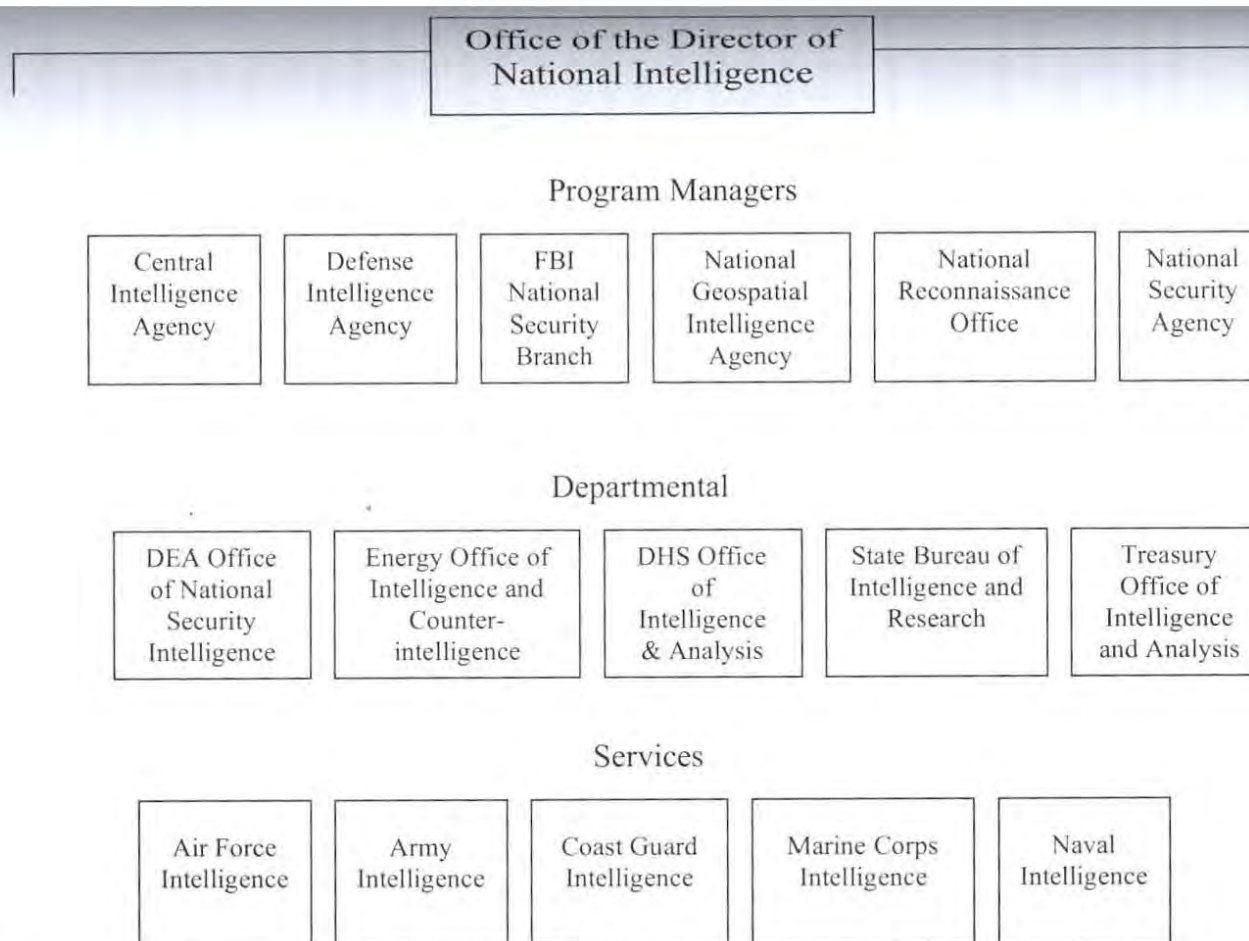 Office of the Director of
National Intelligence
Program Managers
Central
Intelligence
Agency
Defense
Intelligence
Agency
FBI
National
Security
Branch
National
Geospatial
Intelligence
Agency
National
Reconnaissance
Office
National
Security
Agency
Departmental
DEA Office
of National
Security
Intelligence
Energy Office of
Intelligence and
Counter-
intelligence
DHS Office
of
Intelligence
& Analysis
State Bureau of
Intelligence and
Research
Treasury
Office of
Intelligence
and Analysis
Services
Air Force
Intelligence
Army
Intelligence
Coast Guard
Intelligence
Marine Corps
Intelligence
Naval
Intelligence